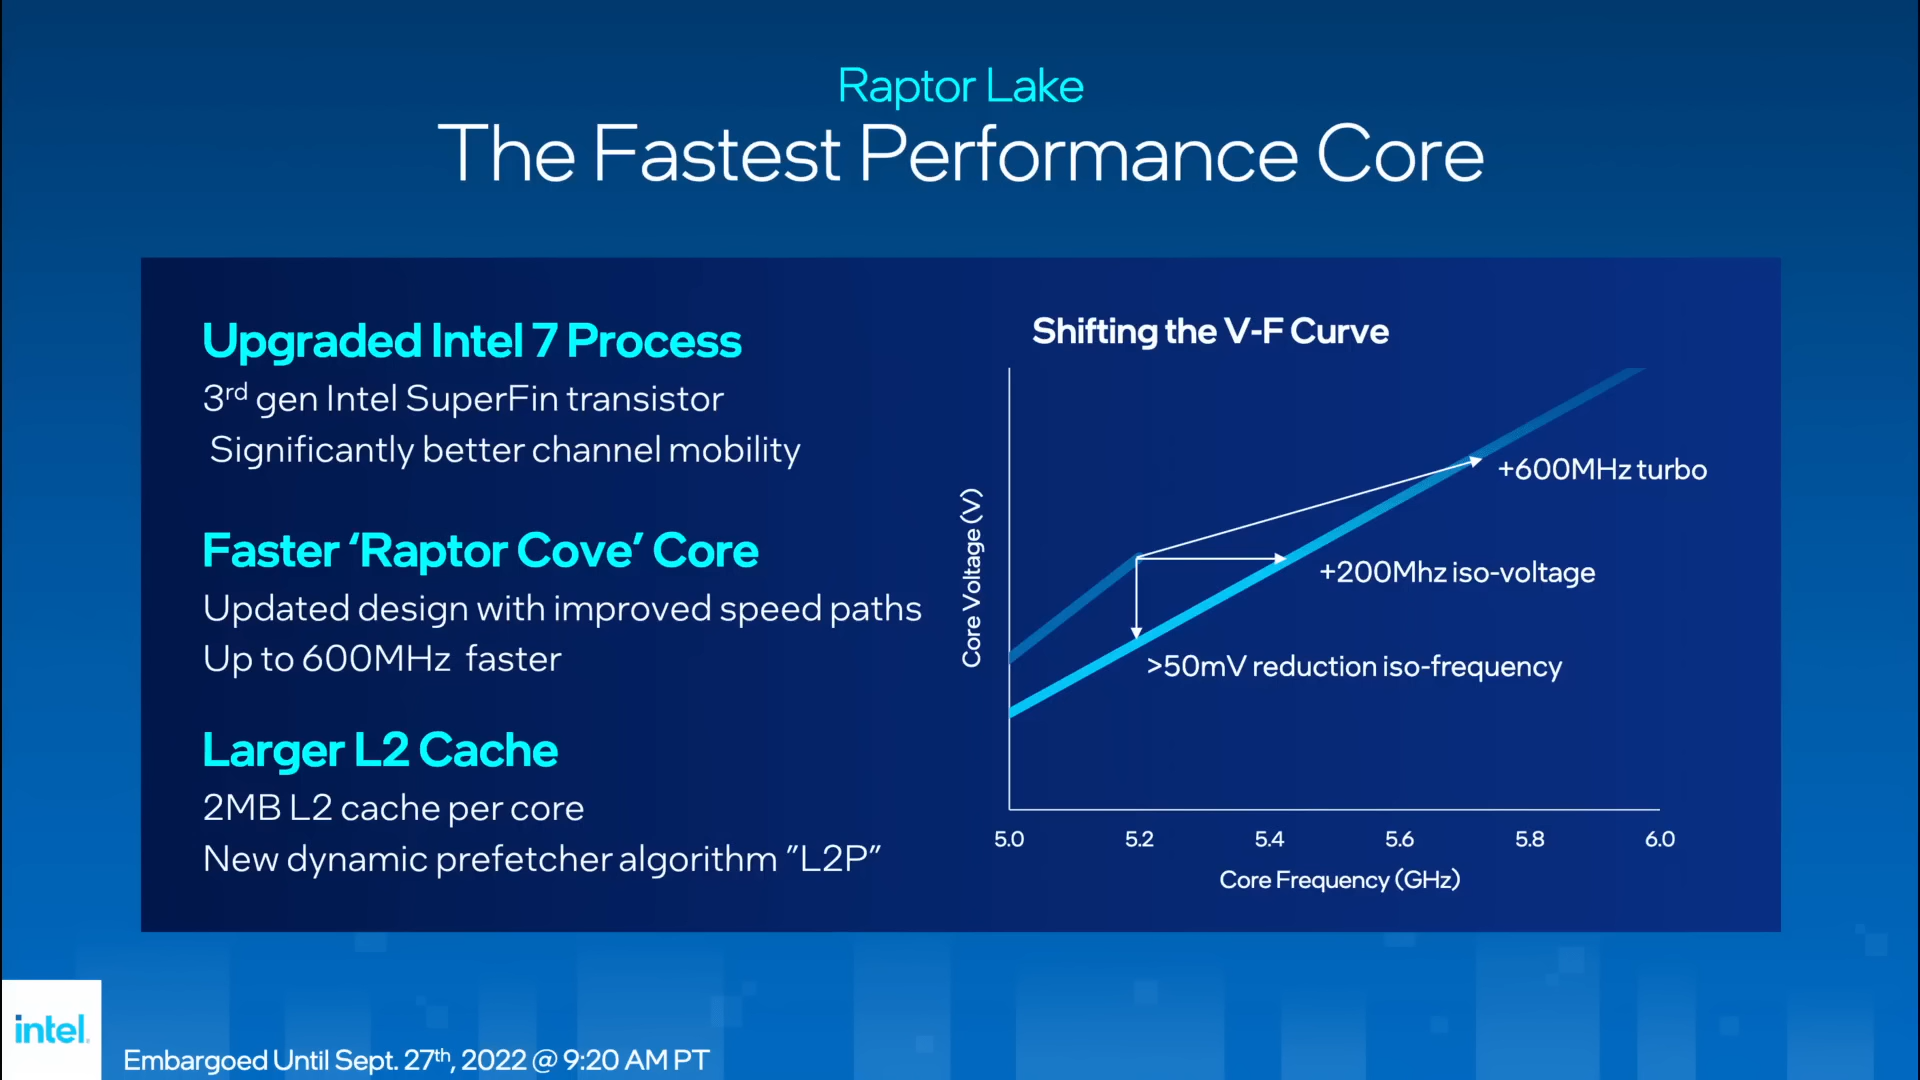 Raptor Lake
The Fastest Performance Core
Upgraded Intel 7 Process
3rd gen Intel SuperFin transistor
Significantly better channel mobility
Faster ‘Raptor Cove’ Core
Updated design with improved speed paths
Up to 600MHz faster
Larger L2 Cache
2MB L2 cache per core
New dynamic prefetcher algorithm ”L2P”
Shifting the V-F Curve
Core Voltage (V)
+600MHz turbo
+200Mhz iso-voltage
>50mV reduction iso-frequency
5.0 5.2 5.4 5.6 5.8 6.0
Core Frequency (GHz)
intel.
Embargoed Until Sept. 27th, 2022 @ 9:20 AM PT